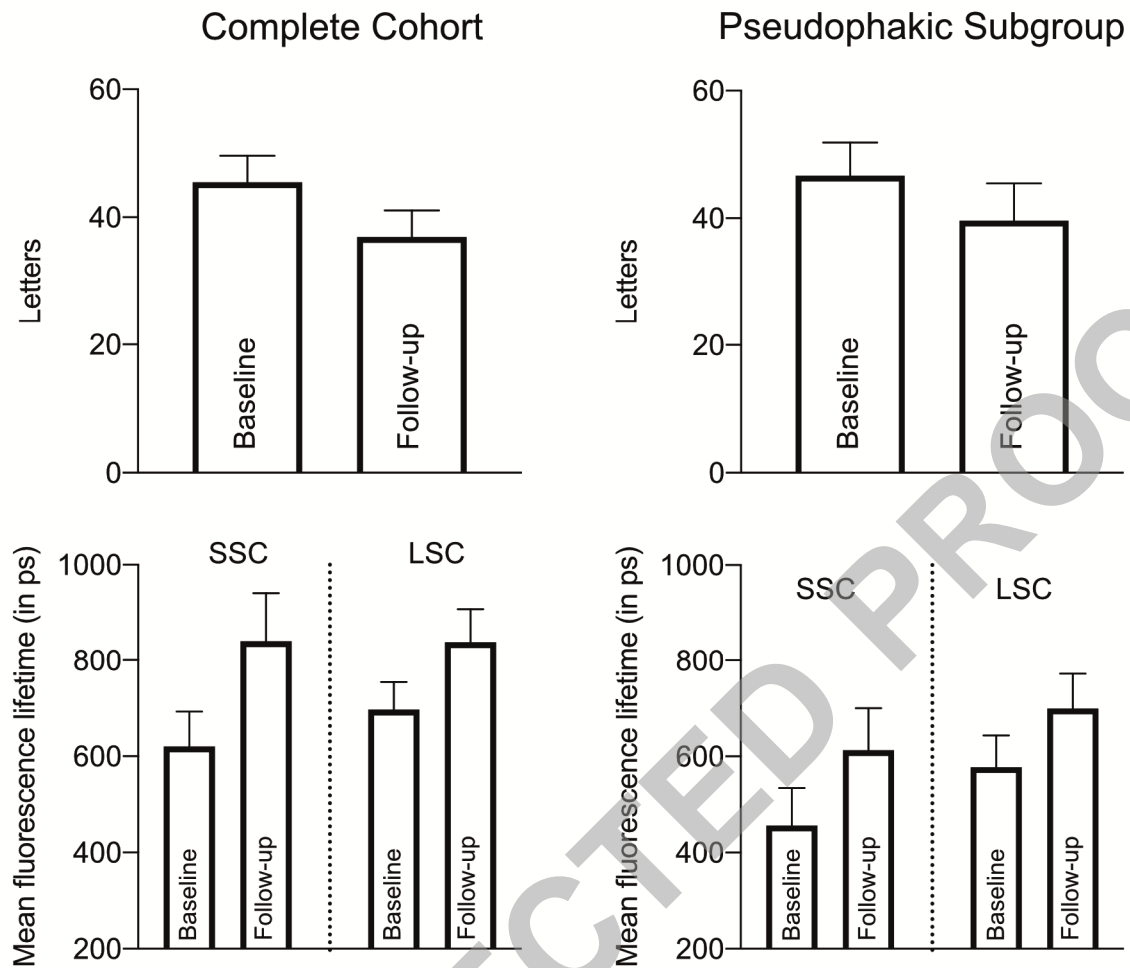 Complete Cohort
Pseudophakic Subgroup
60
40
20
0
Letters
Baseline
Follow-up
60
40
20
0
Letters
Baseline
Follow-up
1000
800
600
400
200
Mean fluorescence lifetime (in ps)
SSC
LSC
Baseline
Follow-up
Baseline
Follow-up
1000
800
600
400
200
Mean fluorescence lifetime (in ps)
SSC
LSC
Baseline
Follow-up
Baseline
Follow-up
CTED PROO